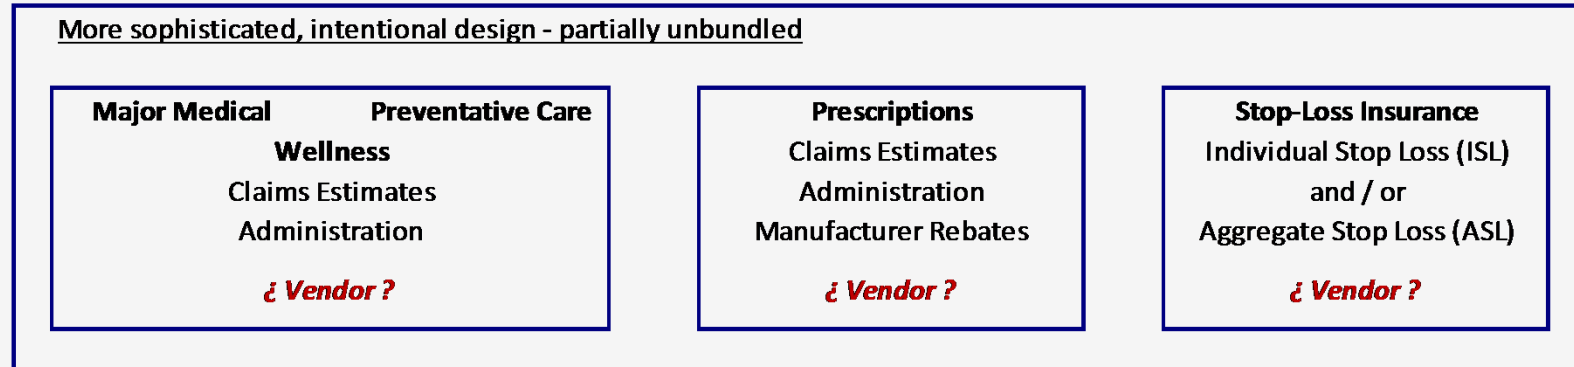 More sophisticated, intentional design - partially unbundled
Major Medical Preventative Care
Wellness
Claims Estimates
Administration
¿ Vendor ?
Prescriptions
Claims Estimates
Administration
Manufacturer Rebates
¿ Vendor ?
Stop-Loss Insurance
Individual Stop Loss (ISL)
and / or
Aggregate Stop Loss (ASL)
¿ Vendor ?